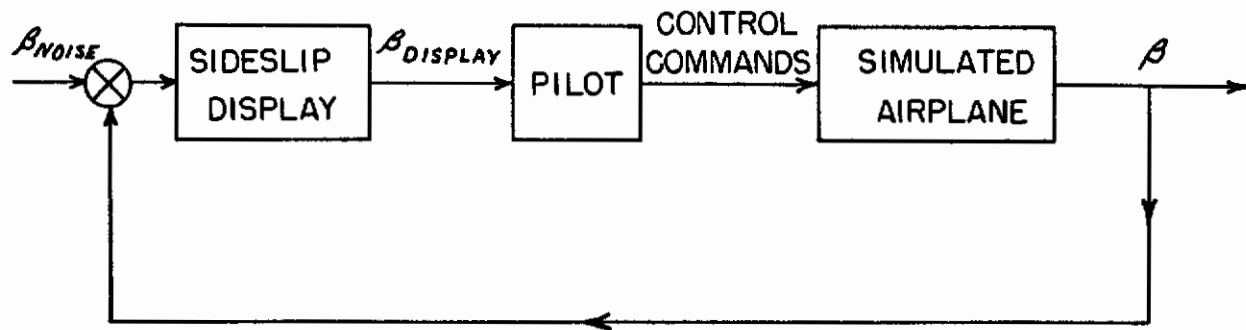 β_NOISE
SIDESLIP
DISPLAY
β_DISPLAY
PILOT
CONTROL
COMMANDS
SIMULATED
AIRPLANE
β